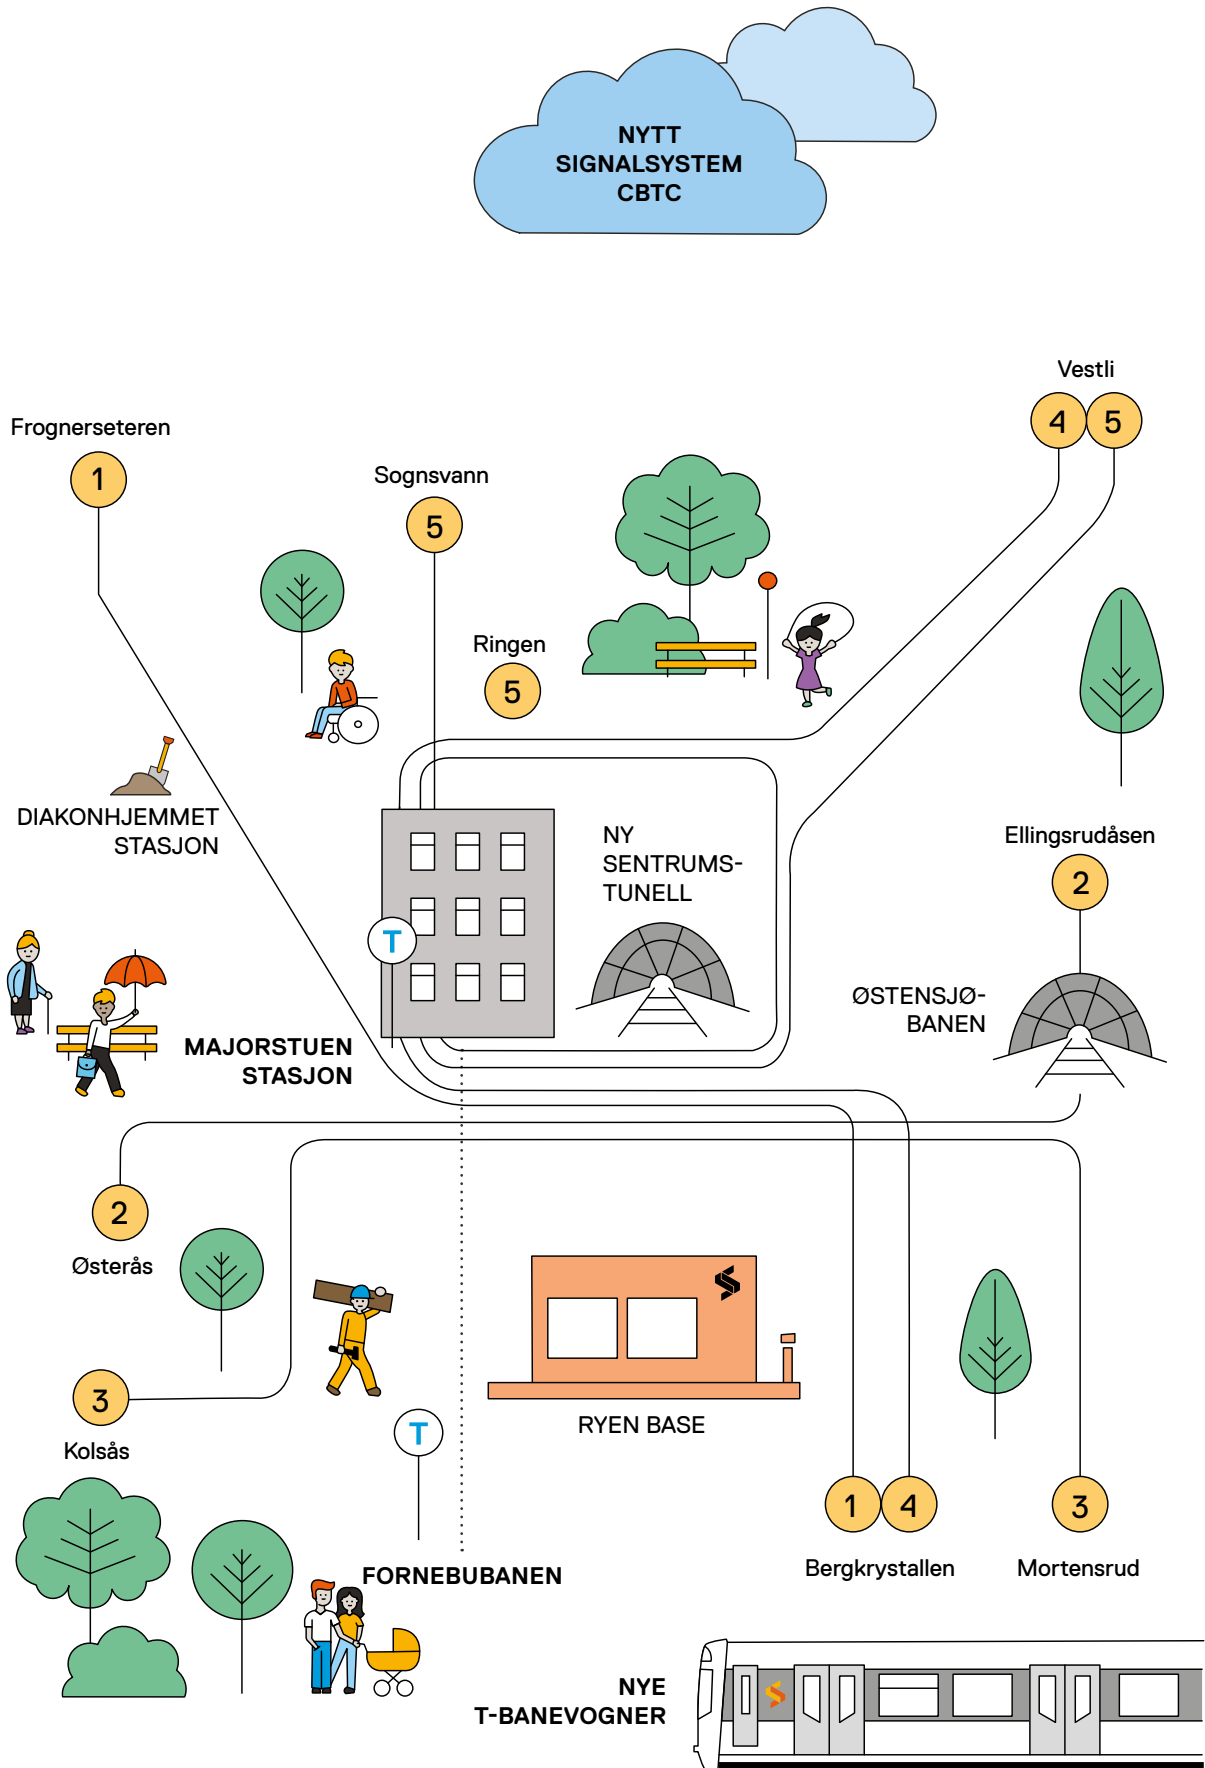 NYTT
SIGNALSYSTEM
CBTC
Vestli
4
5
Frognerseteren
1
Sognsvann
5
Ringen
5
DIAKONHJEMMET
STASJON
NY
SENTRUMS-
TUNELL
Ellingsrudåsen
2
T
ØSTENSJØ-
BANEN
MAJORSTUEN
STASJON
2
Østerås
3
Kolsås
RYEN BASE
T
1
4
3
Bergkrystallen
Mortensrud
FORNEBUBANEN
NYE
T-BANEVOGNER